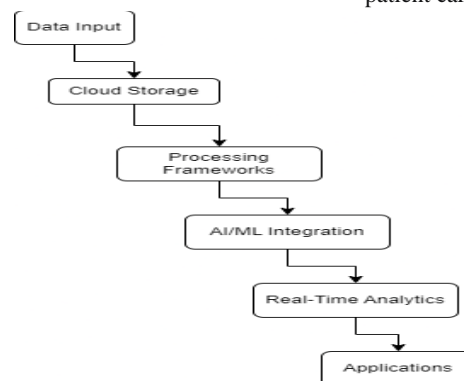 patient car
Data Input
Cloud Storage
Processing
Frameworks
AI/ML Integration
Real-Time Analytics
Applications